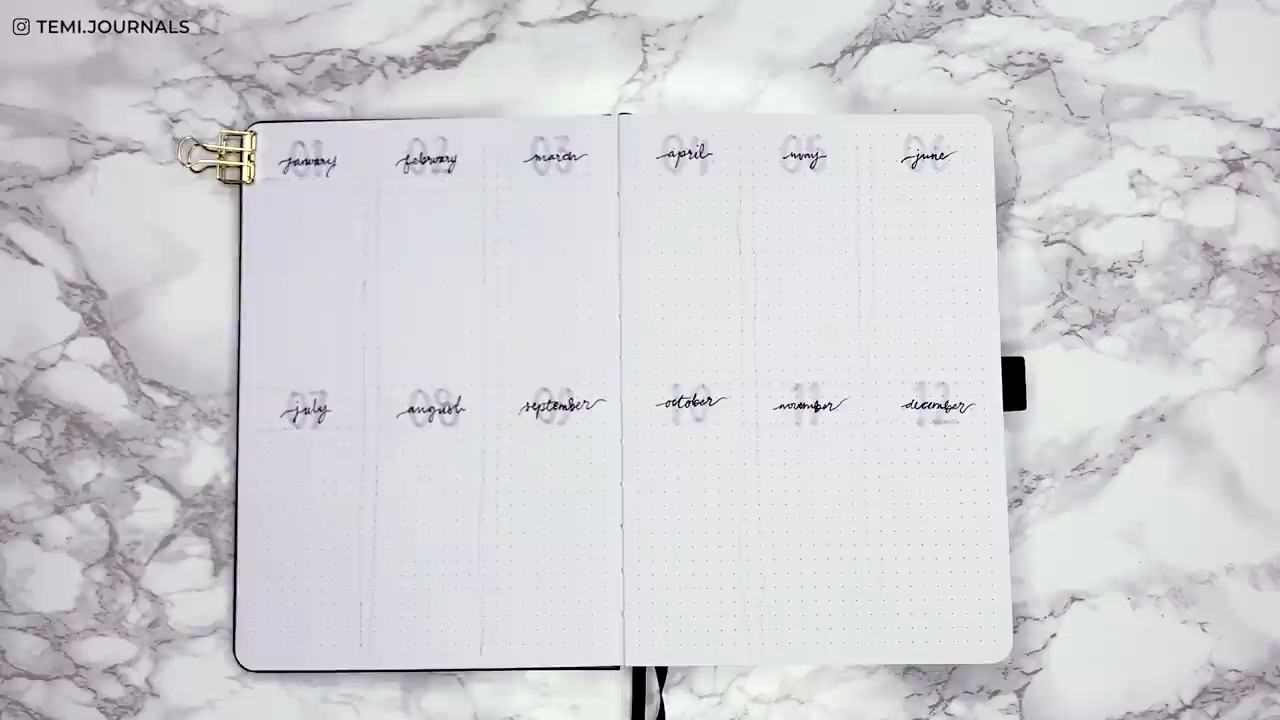 TEMI.JOURNALS
01 02 03 04 05 06
january february march april may june
07 08 09 10 11 12
july august september october november december